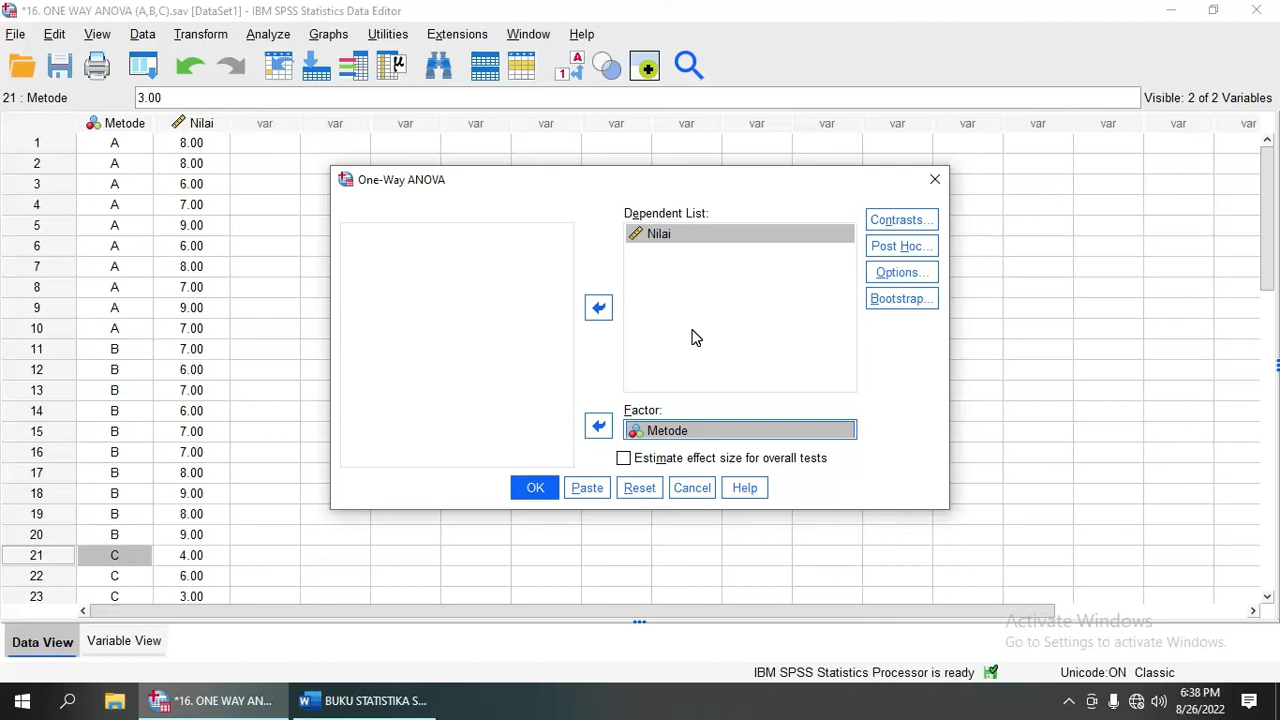 *16. ONE WAY ANOVA (A,B,C).sav [DataSet1] - IBM SPSS Statistics Data Editor
File Edit View Data Transform Analyze Graphs Utilities Extensions Window Help
A
1
μ
21 : Metode 3.00 Visible: 2 of 2 Variables
Metode Nilai var var var var var var var var var var var var var var var
1 A 8.00
2 A 8.00
3 A 6.00
4 A 7.00
5 A 9.00
6 A 6.00
7 A 8.00
8 A 7.00
9 A 9.00
10 A 7.00
11 B 7.00
12 B 6.00
13 B 7.00
14 B 6.00
15 B 7.00
16 B 7.00
17 B 8.00
18 B 9.00
19 B 8.00
20 B 9.00
21 C 4.00
22 C 6.00
23 C 3.00
One-Way ANOVA
Dependent List:
Nilai
Contrasts...
Post Hoc...
Options...
Bootstrap...
Factor:
Metode
Estimate effect size for overall tests
OK Paste Reset Cancel Help
Data View Variable View
Activate Windows
Go to Settings to activate Windows.
IBM SPSS Statistics Processor is ready Unicode:ON Classic
*16. ONE WAY AN... BUKU STATISTIKA S... 6:38 PM
8/26/2022